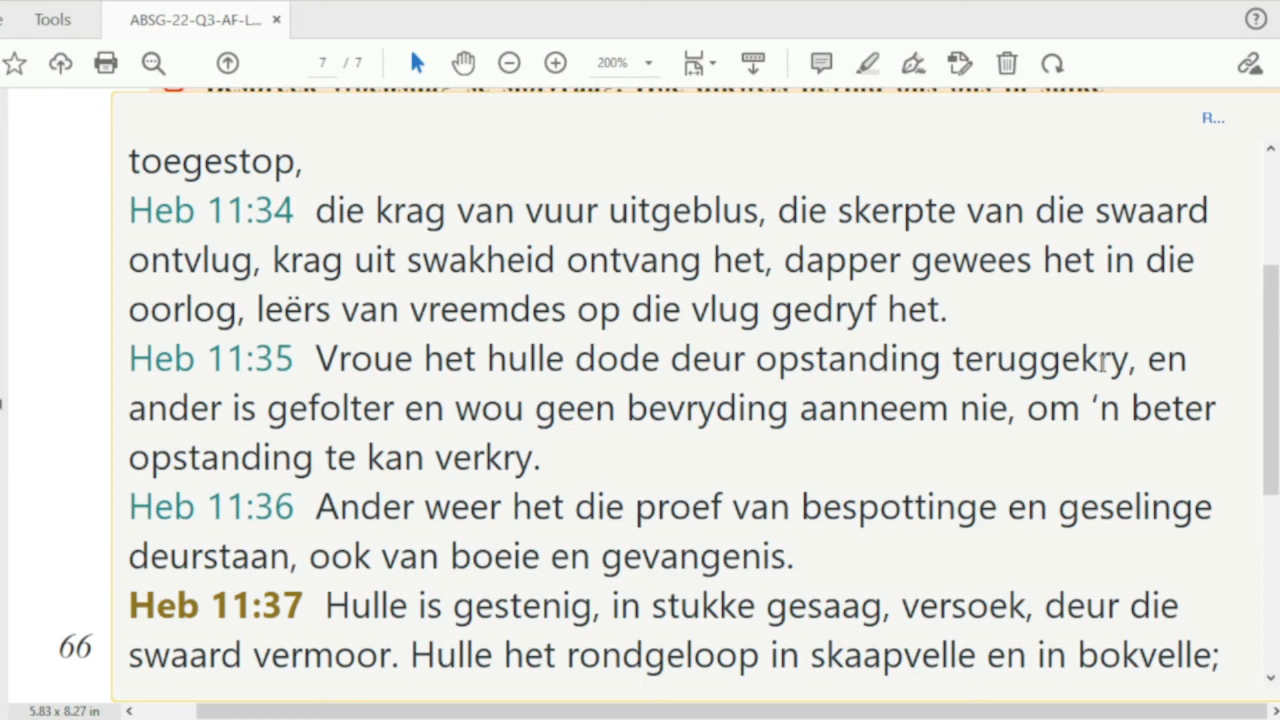 Tools
ABSG-22-Q3-AF-L...
7 / 7
200%
R...
toegestop,
Heb 11:34 die krag van vuur uitgeblus, die skerpte van die swaard
ontvlug, krag uit swakheid ontvang het, dapper gewees het in die
oorlog, leërs van vreemdes op die vlug gedryf het.
Heb 11:35 Vroue het hulle dode deur opstanding teruggekry, en
ander is gefolter en wou geen bevryding aanneem nie, om ‘n beter
opstanding te kan verkry.
Heb 11:36 Ander weer het die proef van bespottinge en geselinge
deurstaan, ook van boeie en gevangenis.
Heb 11:37 Hulle is gestenig, in stukke gesaag, versoek, deur die
66
swaard vermoor. Hulle het rondgeloop in skaapvelle en in bokvelle;
5.83 x 8.27 in